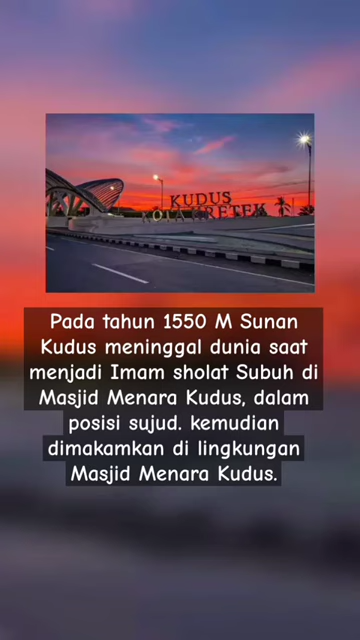 KUDUS
KOTA KRETEK
Pada tahun 1550 M Sunan
Kudus meninggal dunia saat
menjadi Imam sholat Subuh di
Masjid Menara Kudus, dalam
posisi sujud. kemudian
dimakamkan di lingkungan
Masjid Menara Kudus.